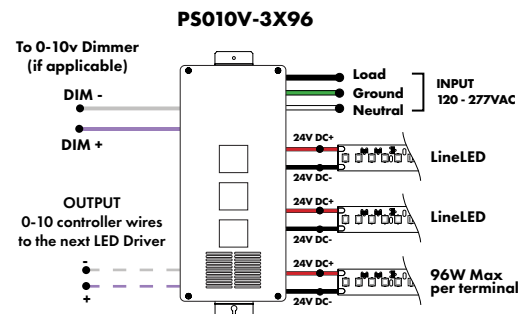 PS010V-3X96
To 0-10v Dimmer
(if applicable)
DIM -
DIM +
OUTPUT
0-10 controller wires
to the next LED Driver
-
+
Load
Ground
Neutral
INPUT
120 - 277VAC
24V DC+
24V DC-
LineLED
24V DC+
24V DC-
LineLED
24V DC+
24V DC-
96W Max
per terminal